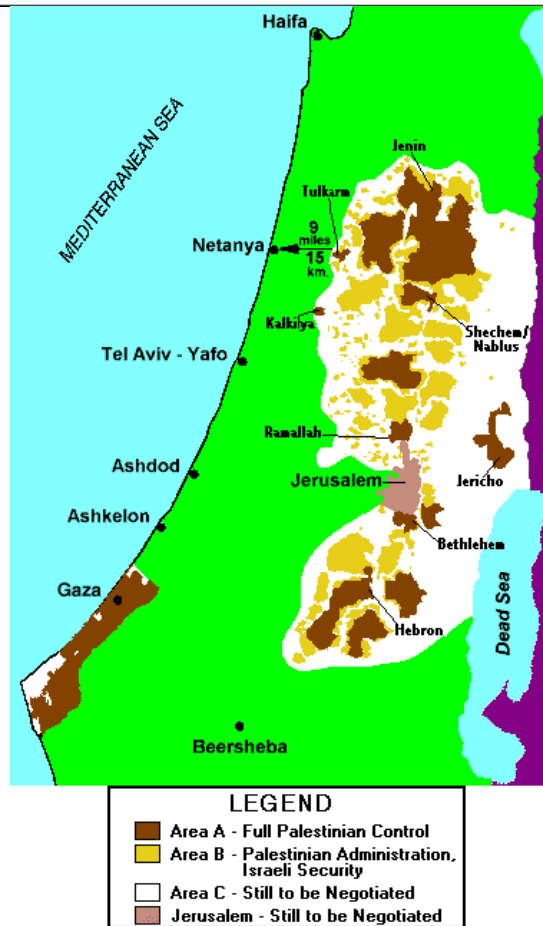 Haifa
MEDITERRANEAN SEA
Jenin
Tulkarm
9
miles
Netanya
15
km.
Kalkilya
Shechem/
Nablus
Tel Aviv - Yafo
Ramallah
Ashdod
Jerusalem
Jericho
Ashkelon
Bethlehem
Gaza
Dead Sea
Hebron
Beersheba
LEGEND
Area A - Full Palestinian Control
Area B - Palestinian Administration,
Israeli Security
Area C - Still to be Negotiated
Jerusalem - Still to be Negotiated